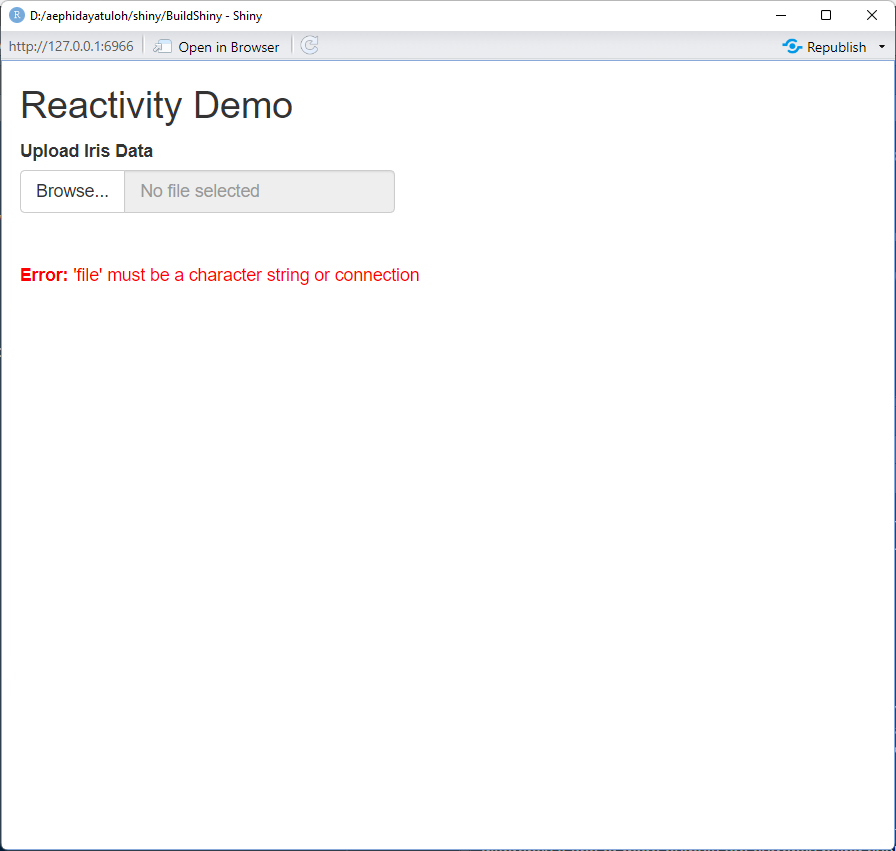 D:/aephidayatuloh/shiny/BuildShiny - Shiny
http://127.0.0.1:6966 Open in Browser Republish
Reactivity Demo
Upload Iris Data
Browse... No file selected
Error: 'file' must be a character string or connection